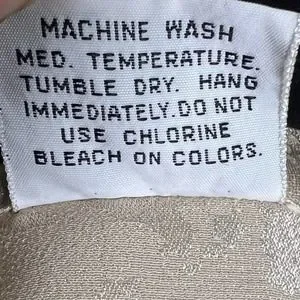 MACHINE WASH
MED. TEMPERATURE.
TUMBLE DRY. HANG
IMMEDIATELY.DO NOT
USE CHLORINE
BLEACH ON COLORS.